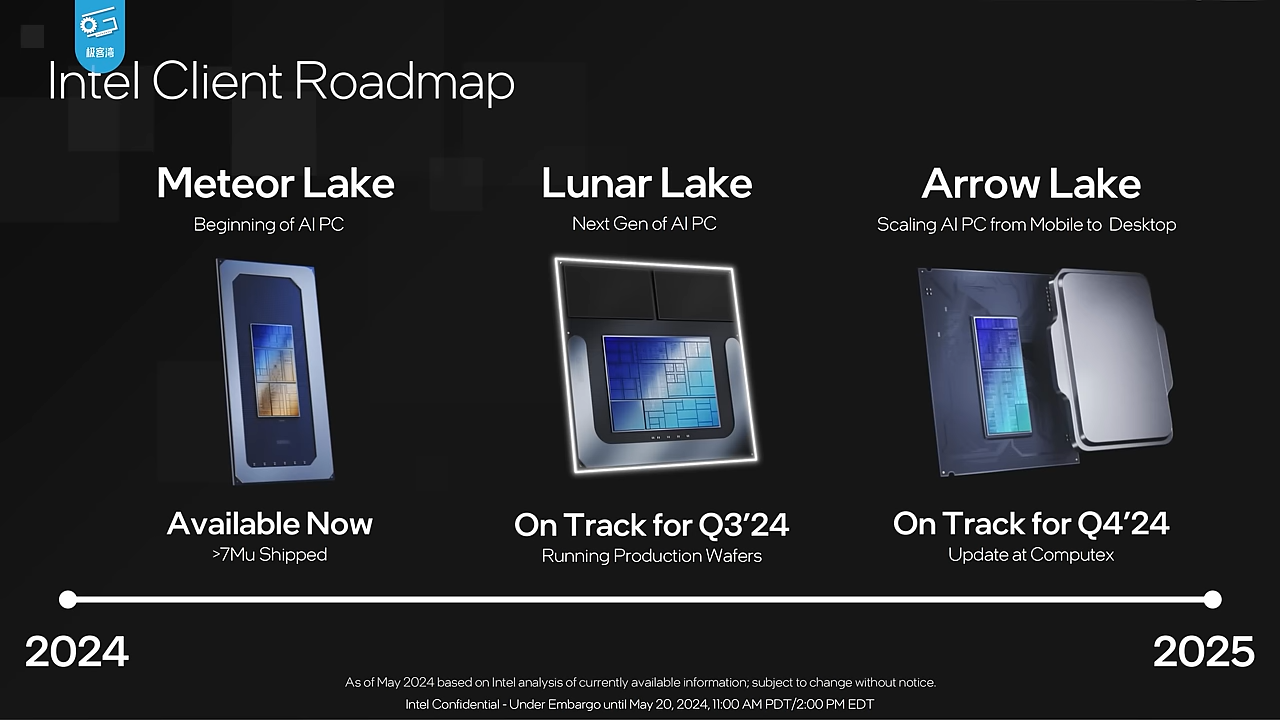 极客湾
Intel Client Roadmap
Meteor Lake
Beginning of AI PC
Lunar Lake
Next Gen of AI PC
Arrow Lake
Scaling AI PC from Mobile to Desktop
Available Now
>7Mu Shipped
On Track for Q3'24
Running Production Wafers
On Track for Q4'24
Update at Computex
2024
2025
As of May 2024 based on Intel analysis of currently available information; subject to change without notice.
Intel Confidential - Under Embargo until May 20, 2024, 11:00 AM PDT/2:00 PM EDT